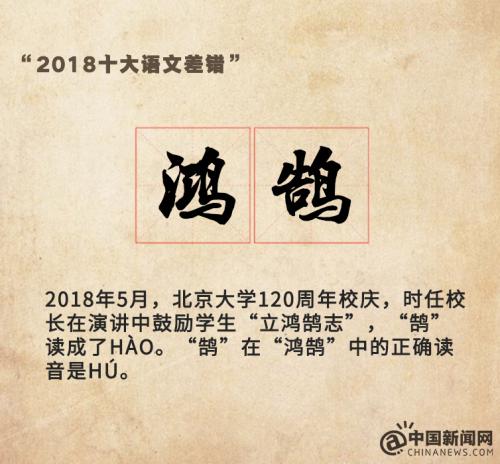 “2018十大语文差错”
鸿鹄
2018年5月，北京大学120周年校庆，时任校
长在演讲中鼓励学生“立鸿鹄志”，“鹄”
读成了HÀO。“鹄”在“鸿鹄”中的正确读
音是HÚ。
@中国新闻网
CHINANEWS.COM